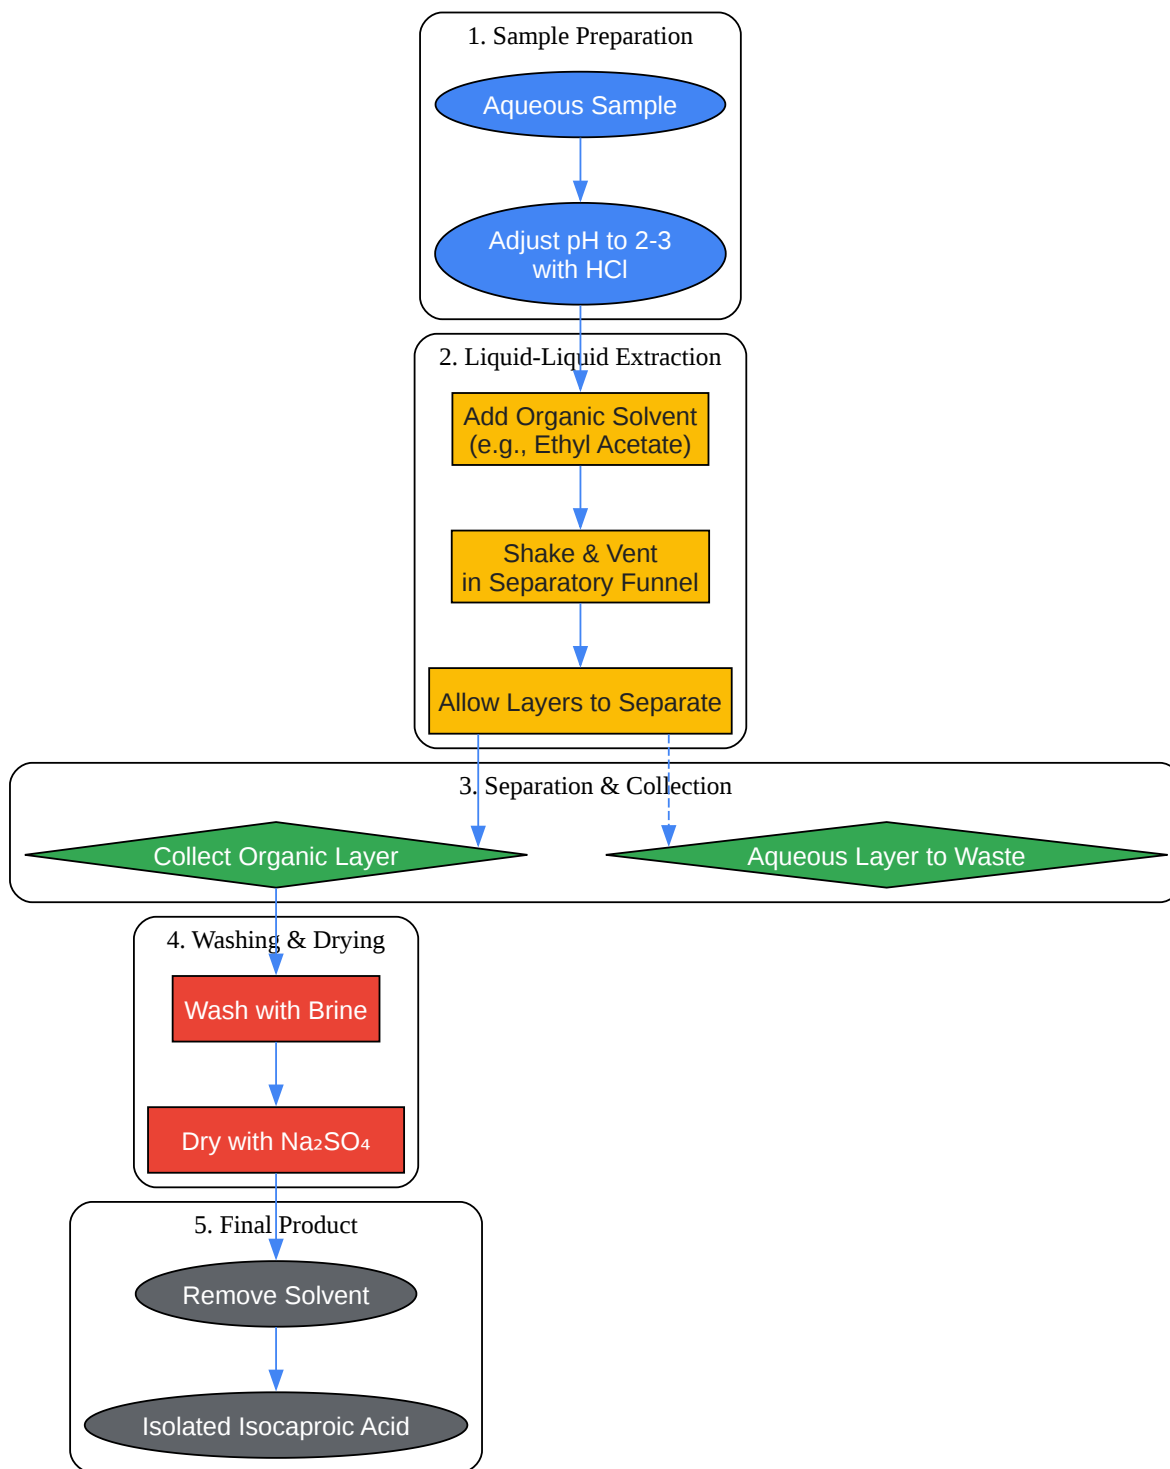 1. Sample Preparation
Aqueous Sample
Adjust pH to 2-3
with HCl
2. Liquid-Liquid Extraction
Add Organic Solvent
(e.g., Ethyl Acetate)
Shake & Vent
in Separatory Funnel
Allow Layers to Separate
3. Separation & Collection
Collect Organic Layer
Aqueous Layer to Waste
4. Washing & Drying
Wash with Brine
Dry with Na₂SO₄
5. Final Product
Remove Solvent
Isolated Isocaproic Acid